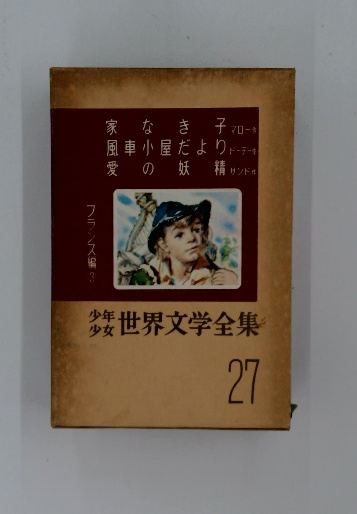 家なき子 マロー作
風車小屋だより ドーデー作
愛の妖精 サンド作
フランス編 3
少年少女 世界文学全集
27